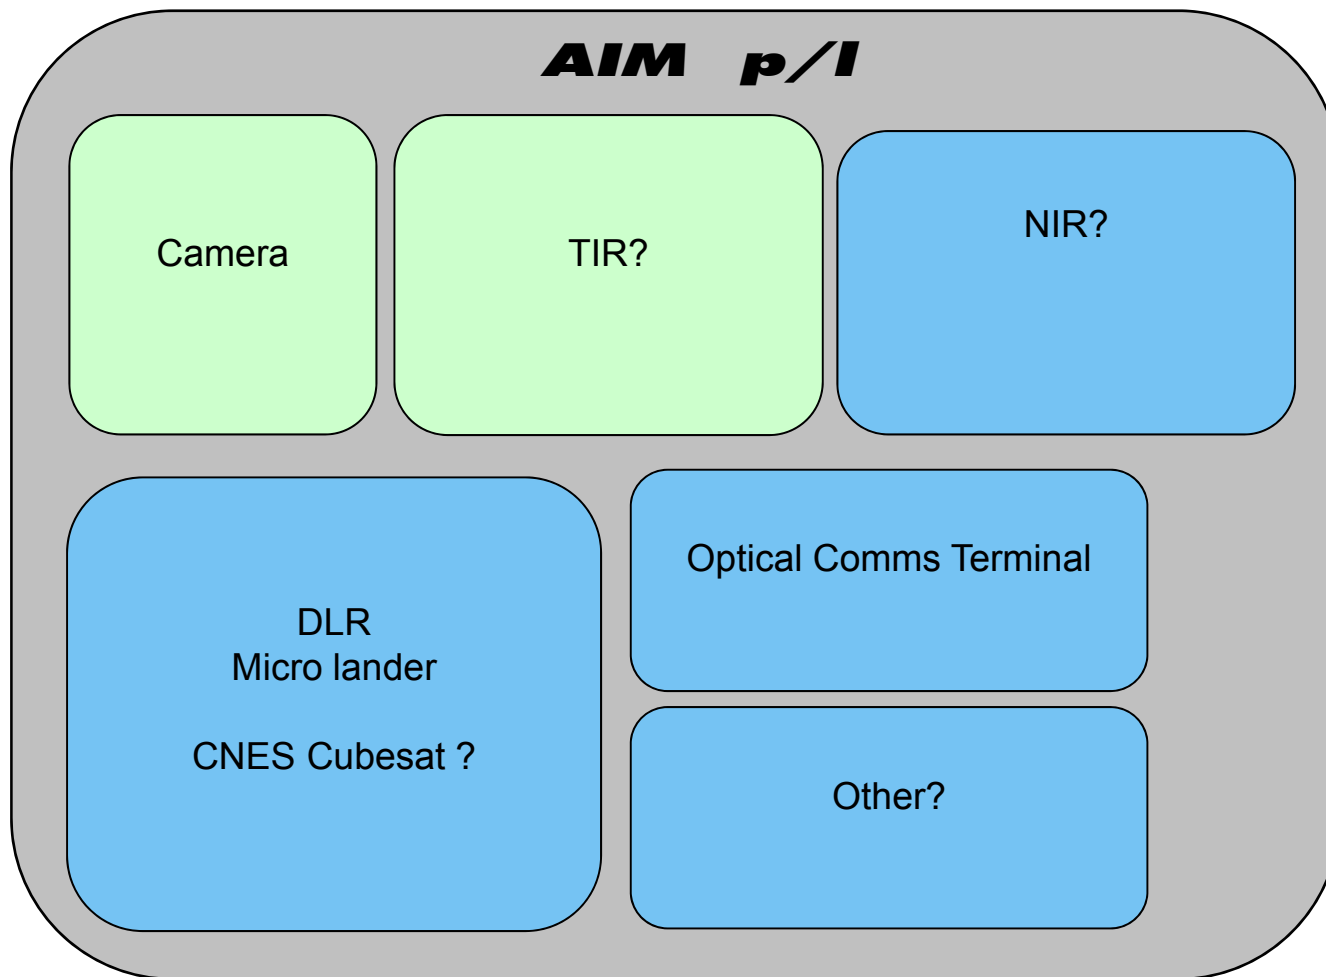 AIM p/l
Camera
TIR?
NIR?
DLR
Micro lander
CNES Cubesat ?
Optical Comms Terminal
Other?